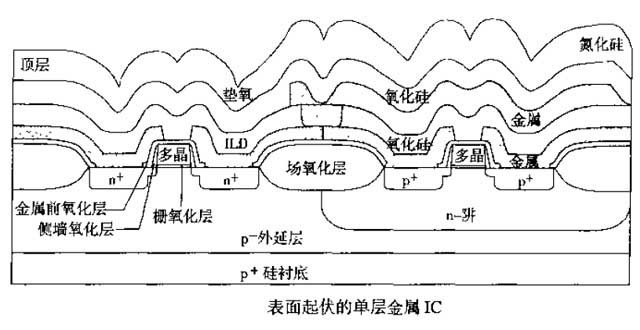 氮化硅
顶层
垫氧
氧化硅
金属
ILD
氧化硅
多晶
多晶
金属
n+
n+
场氧化层
p+
p+
金属前氧化层
栅氧化层
侧墙氧化层
n-阱
p-外延层
p+硅衬底
表面起伏的单层金属 IC